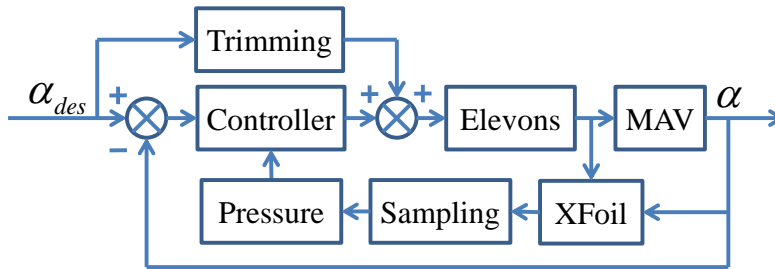 Trimming
α_des
+
−
Controller
+
+
Elevons
MAV
α
Pressure
Sampling
XFoil